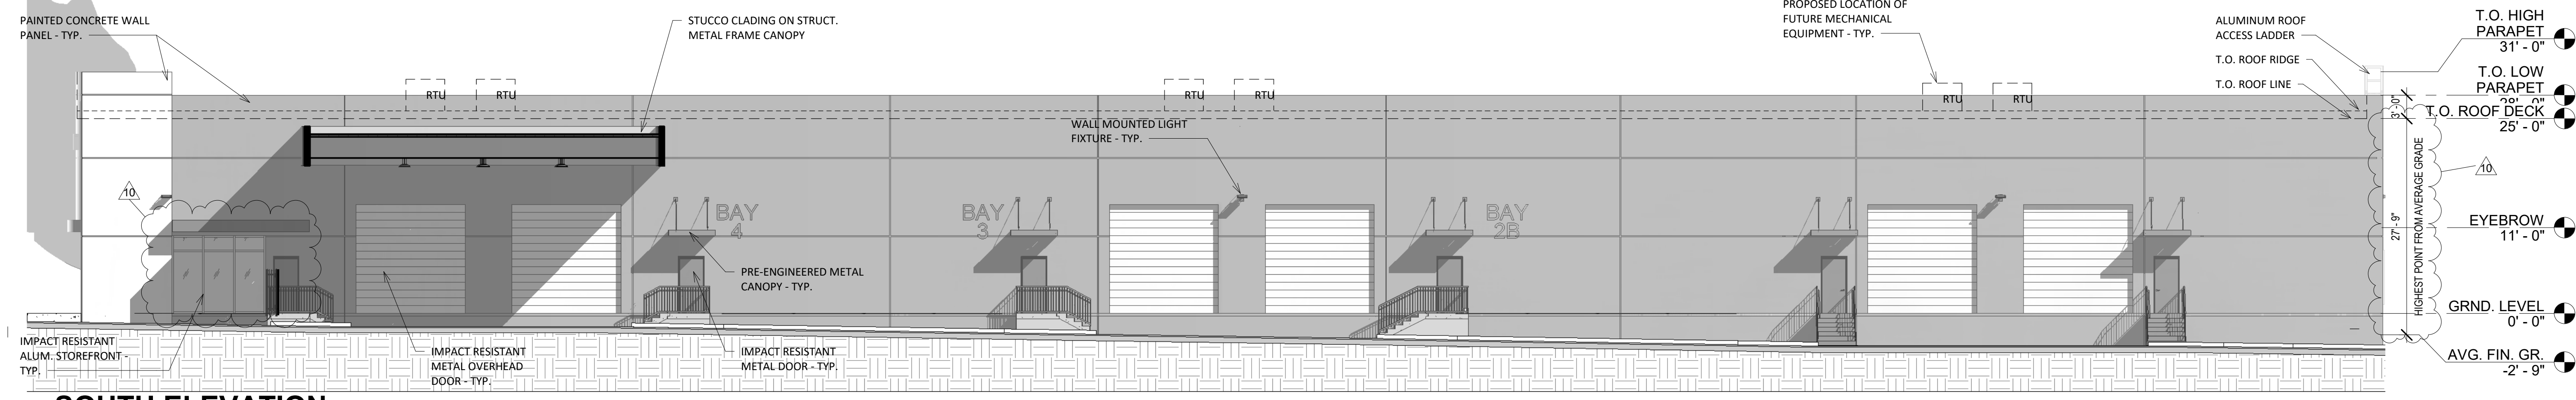 PAINTED CONCRETE WALL
PANEL - TYP.
STUCCO CLADING ON STRUCT.
METAL FRAME CANOPY
PROPOSED LOCATION OF
FUTURE MECHANICAL
EQUIPMENT - TYP.
ALUMINUM ROOF
ACCESS LADDER
T.O. ROOF RIDGE
T.O. ROOF LINE
T.O. HIGH
PARAPET
31' - 0"
T.O. LOW
PARAPET
28' - 0"
T.O. ROOF DECK
25' - 0"
EYEBROW
11' - 0"
GRND. LEVEL
0' - 0"
AVG. FIN. GR.
-2' - 9"
RTU
RTU
RTU
RTU
RTU
RTU
WALL MOUNTED LIGHT
FIXTURE - TYP.
3' - 0"
27' - 9"
HIGHEST POINT FROM AVERAGE GRADE
10
10
BAY
4
BAY
3
BAY
2B
PRE-ENGINEERED METAL
CANOPY - TYP.
IMPACT RESISTANT
ALUM. STOREFRONT -
TYP.
IMPACT RESISTANT
METAL OVERHEAD
DOOR - TYP.
IMPACT RESISTANT
METAL DOOR - TYP.
SOUTH ELEVATION